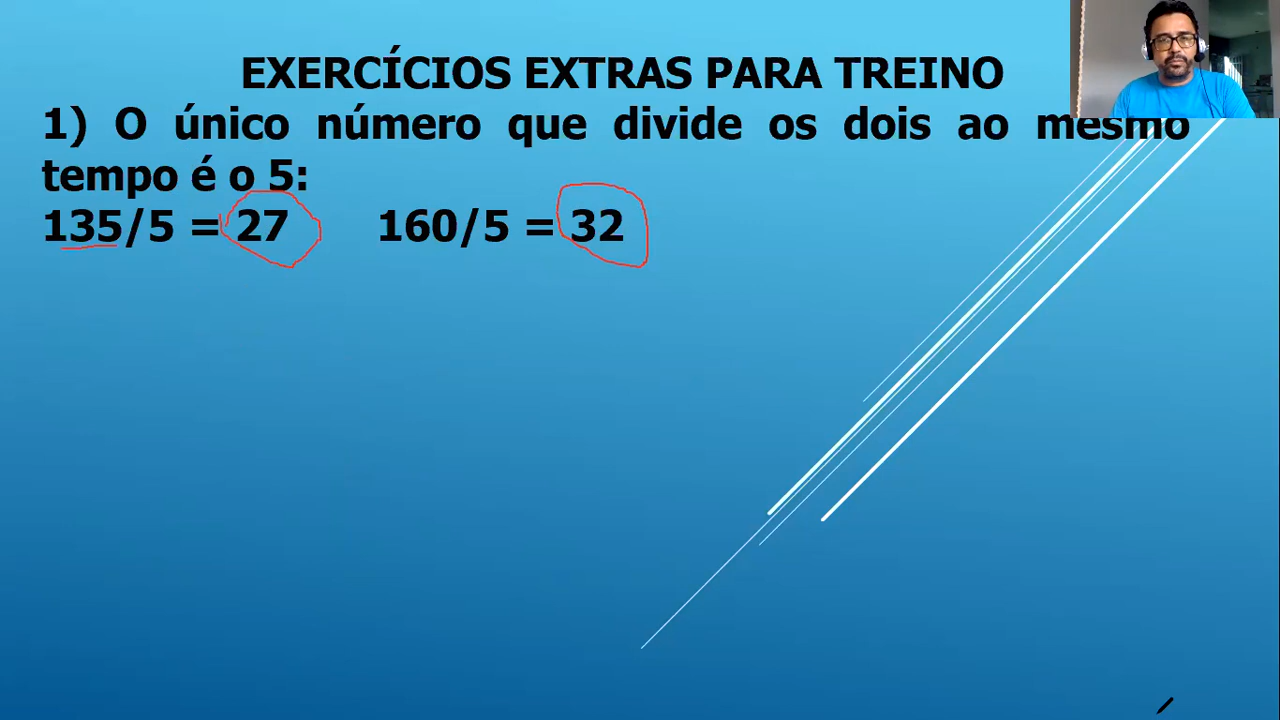 EXERCÍCIOS EXTRAS PARA TREINO
1) O único número que divide os dois ao mesmo
tempo é o 5:
135/5 = 27 160/5 = 32